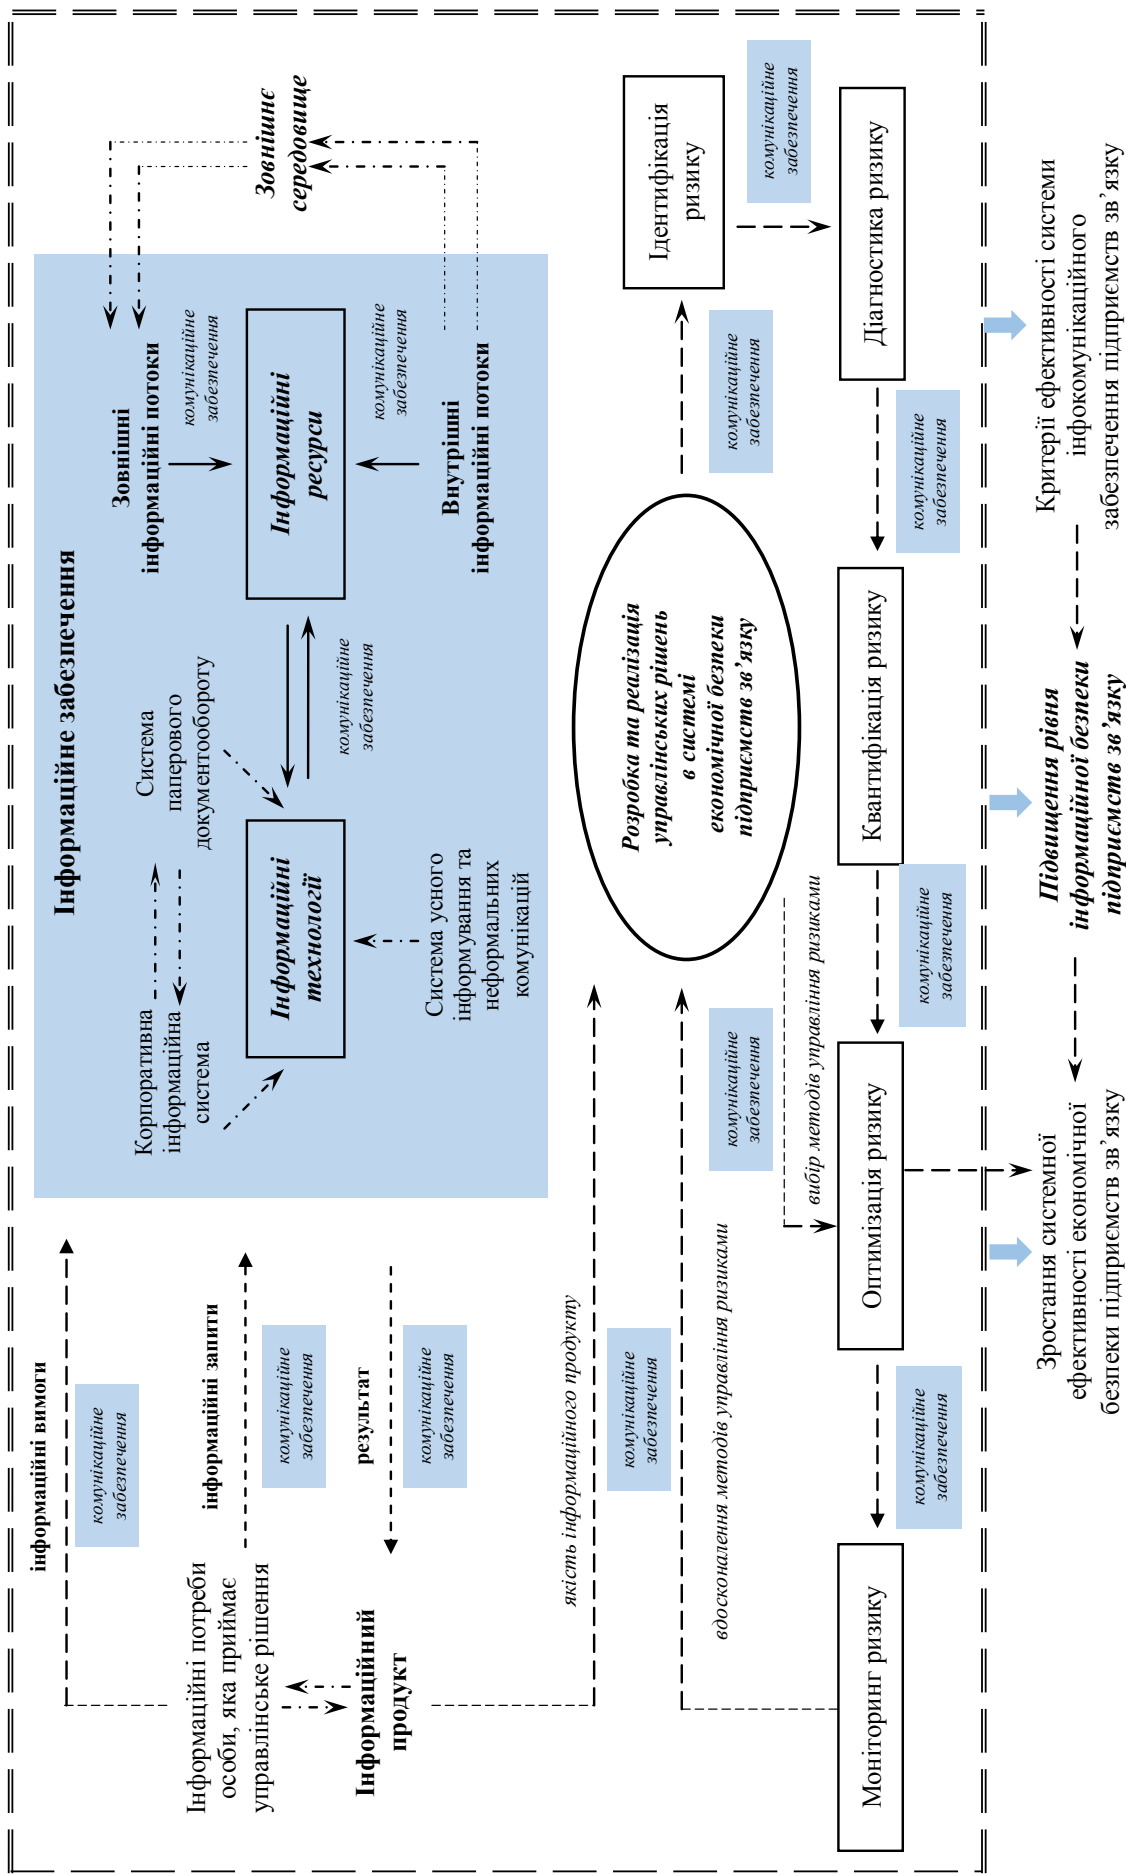 інформаційні вимоги
комунікаційне
забезпечення
Інформаційні потреби
особи, яка приймає
управлінське рішення
інформаційні запити
комунікаційне
забезпечення
результат
комунікаційне
забезпечення
Інформаційний
продукт
Інформаційне забезпечення
Корпоративна
інформаційна
система
Система
паперового
документообороту
Інформаційні
технології
Система усного
інформування та
неформальних
комунікацій
комунікаційне
забезпечення
Зовнішні
інформаційні потоки
комунікаційне
забезпечення
Інформаційні
ресурси
комунікаційне
забезпечення
Внутрішні
інформаційні потоки
Зовнішнє
середовище
якість інформаційного продукту
комунікаційне
забезпечення
вдосконалення методів управління ризиками
комунікаційне
забезпечення
Розробка та реалізація
управлінських рішень
в системі
економічної безпеки
підприємств зв’язку
вибір методів управління ризиками
комунікаційне
забезпечення
Ідентифікація
ризику
комунікаційне
забезпечення
Моніторинг ризику
комунікаційне
забезпечення
Оптимізація ризику
комунікаційне
забезпечення
Квантифікація ризику
комунікаційне
забезпечення
Діагностика ризику
Зростання системної
ефективності економічної
безпеки підприємств зв’язку
Підвищення рівня
інформаційної безпеки
підприємств зв’язку
Критерії ефективності системи
інфокомунікаційного
забезпечення підприємств зв’язку